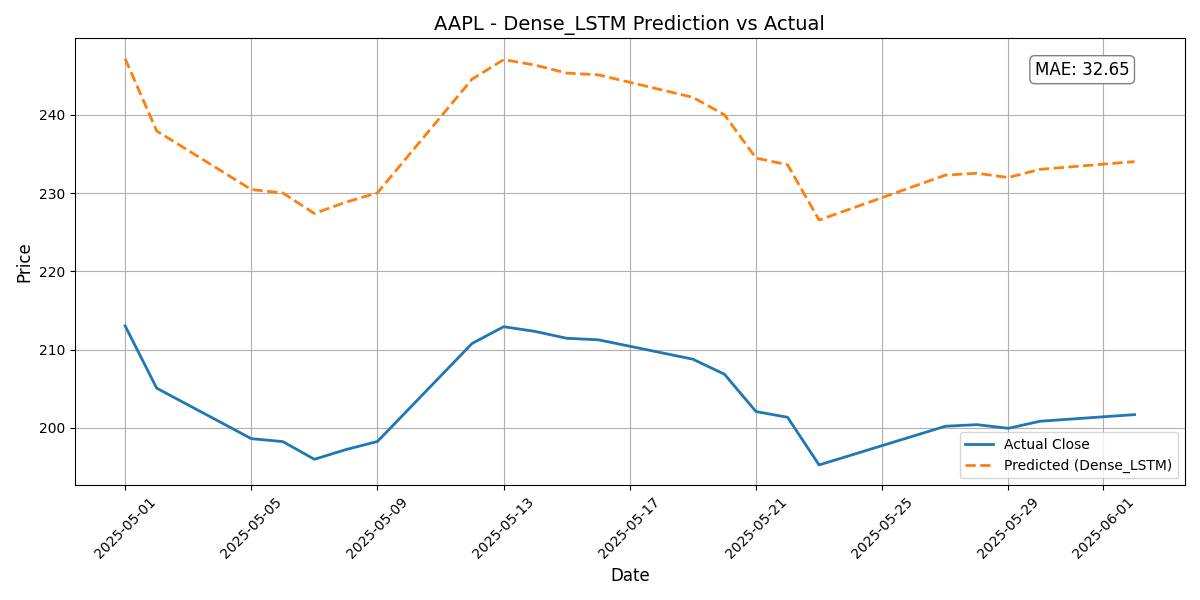 AAPL - Dense_LSTM Prediction vs Actual
MAE: 32.65
Price
240
230
220
210
200
Actual Close
Predicted (Dense_LSTM)
2025-05-01
2025-05-05
2025-05-09
2025-05-13
2025-05-17
2025-05-21
2025-05-25
2025-05-29
2025-06-01
Date